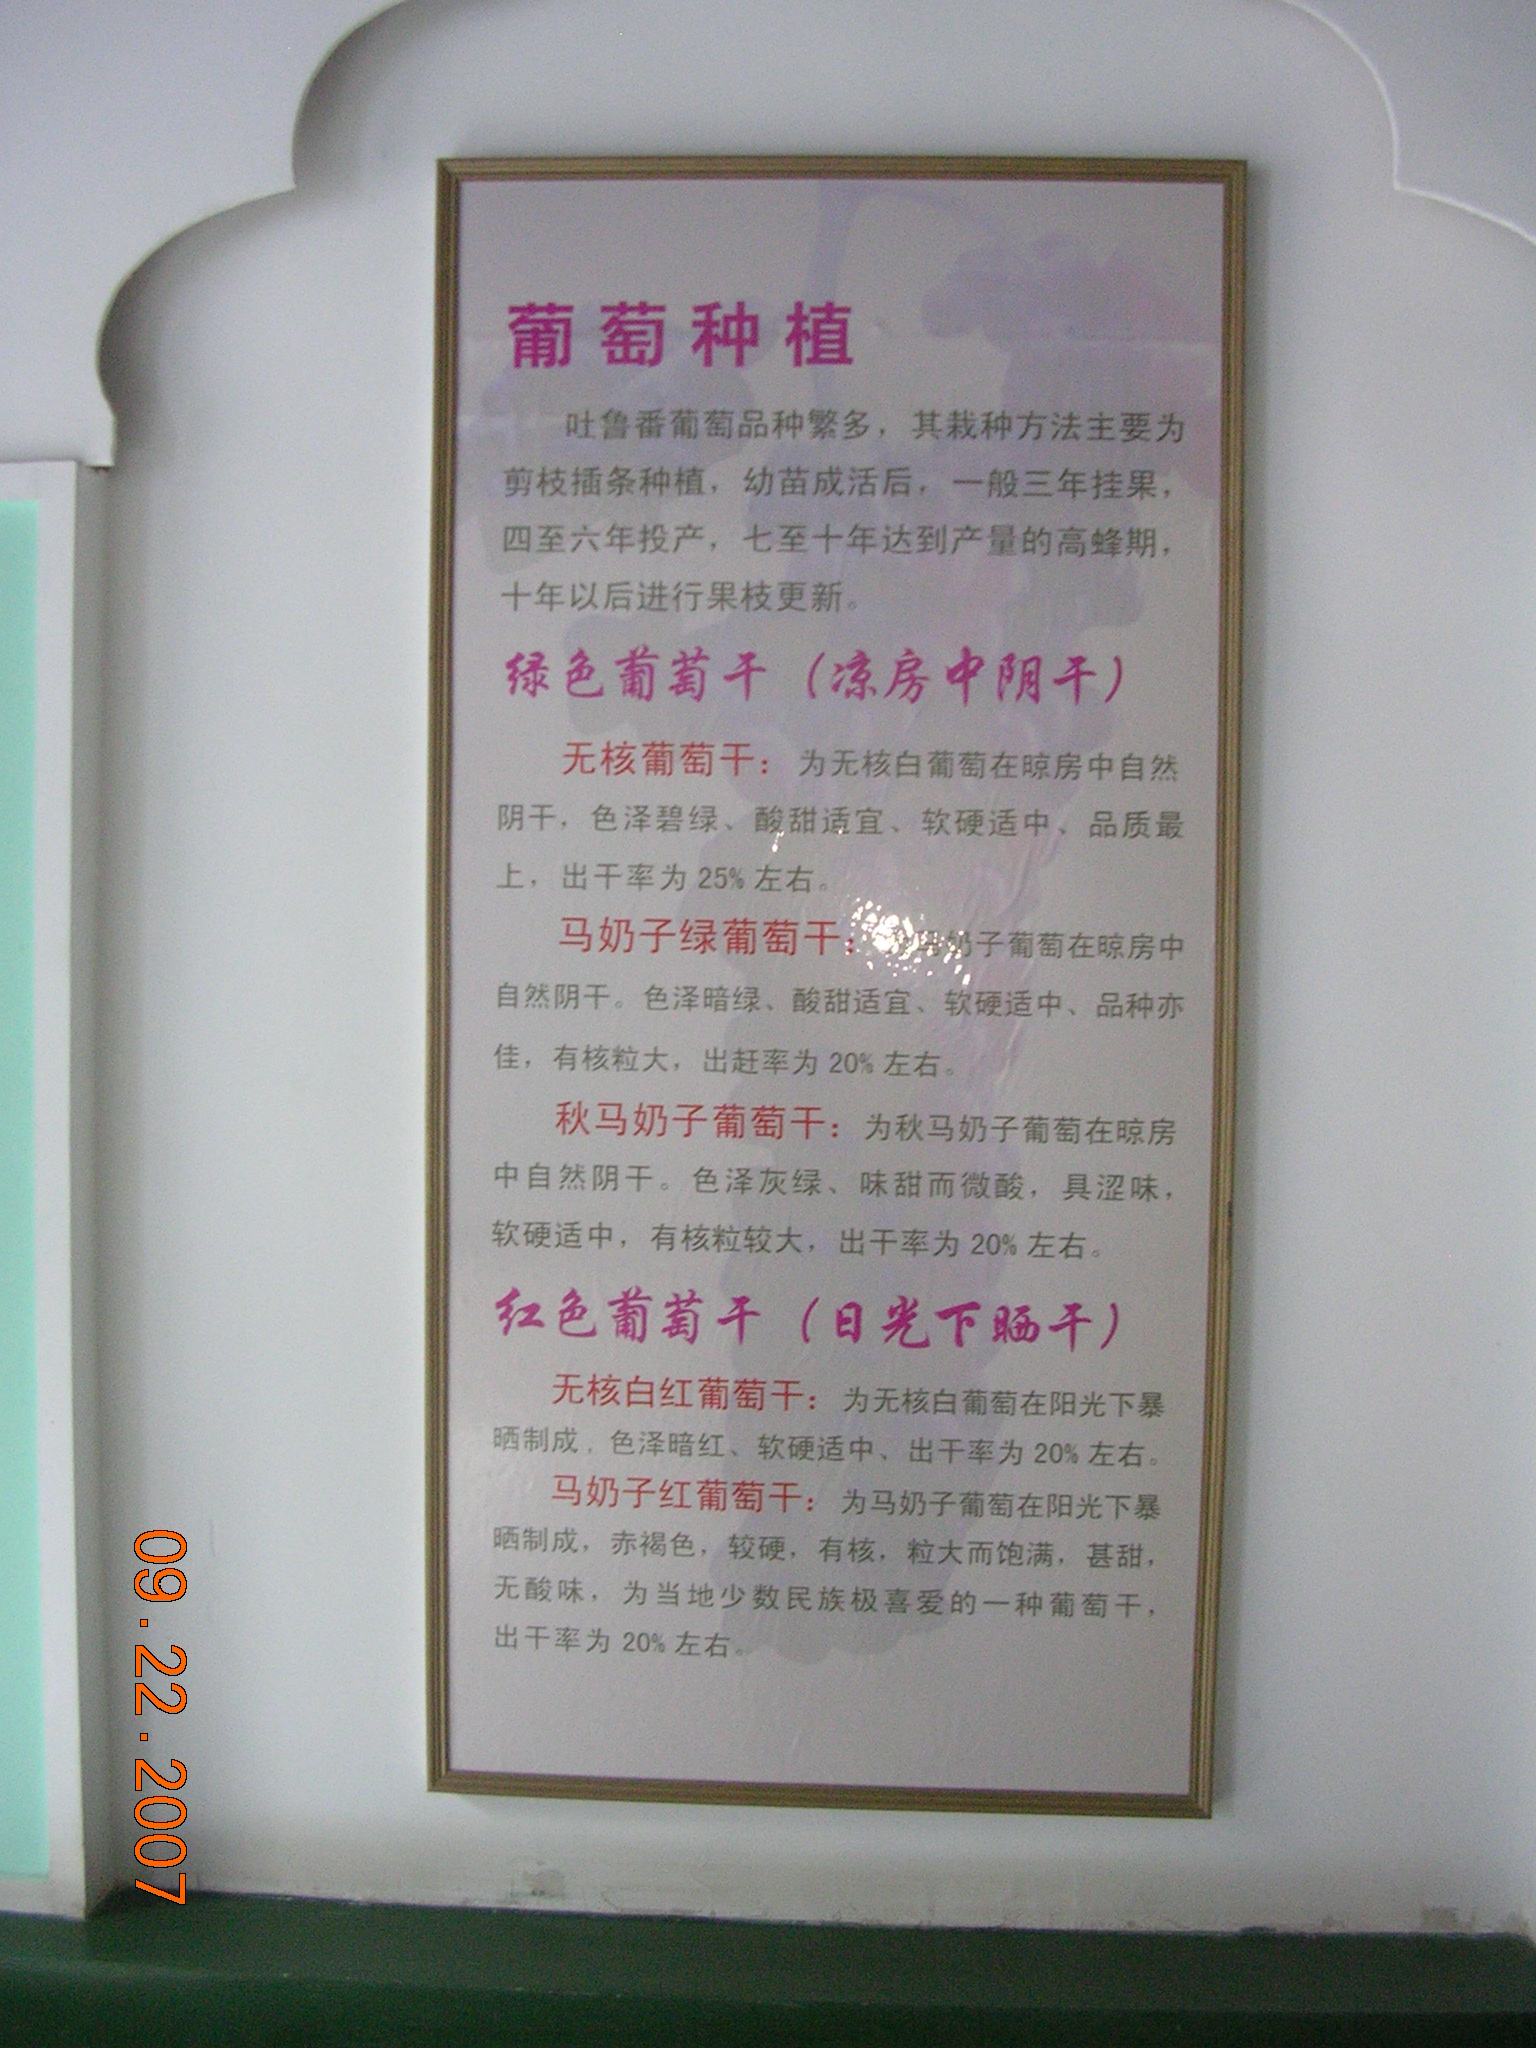 葡萄种植
吐鲁番葡萄品种繁多，其栽种方法主要为
剪枝插条种植，幼苗成活后，一般三年挂果，
四至六年投产，七至十年达到产量的高蜂期，
十年以后进行果枝更新。
绿色葡萄干（凉房中阴干）
无核葡萄干：为无核白葡萄在晾房中自然
阴干，色泽碧绿、酸甜适宜、软硬适中、品质最
上，出干率为25%左右。
马奶子绿葡萄干：马奶子葡萄在晾房中
自然阴干。色泽暗绿、酸甜适宜、软硬适中、品种亦
佳，有核粒大，出赶率为20%左右。
秋马奶子葡萄干：为秋马奶子葡萄在晾房
中自然阴干。色泽灰绿、味甜而微酸，具涩味，
软硬适中，有核粒较大，出干率为20%左右。
红色葡萄干（日光下晒干）
无核白红葡萄干：为无核白葡萄在阳光下暴
晒制成，色泽暗红、软硬适中、出干率为20%左右。
马奶子红葡萄干：为马奶子葡萄在阳光下暴
晒制成，赤褐色，较硬，有核，粒大而饱满，甚甜，
无酸味，为当地少数民族极喜爱的一种葡萄干，
出干率为20%左右。
09.22.2007